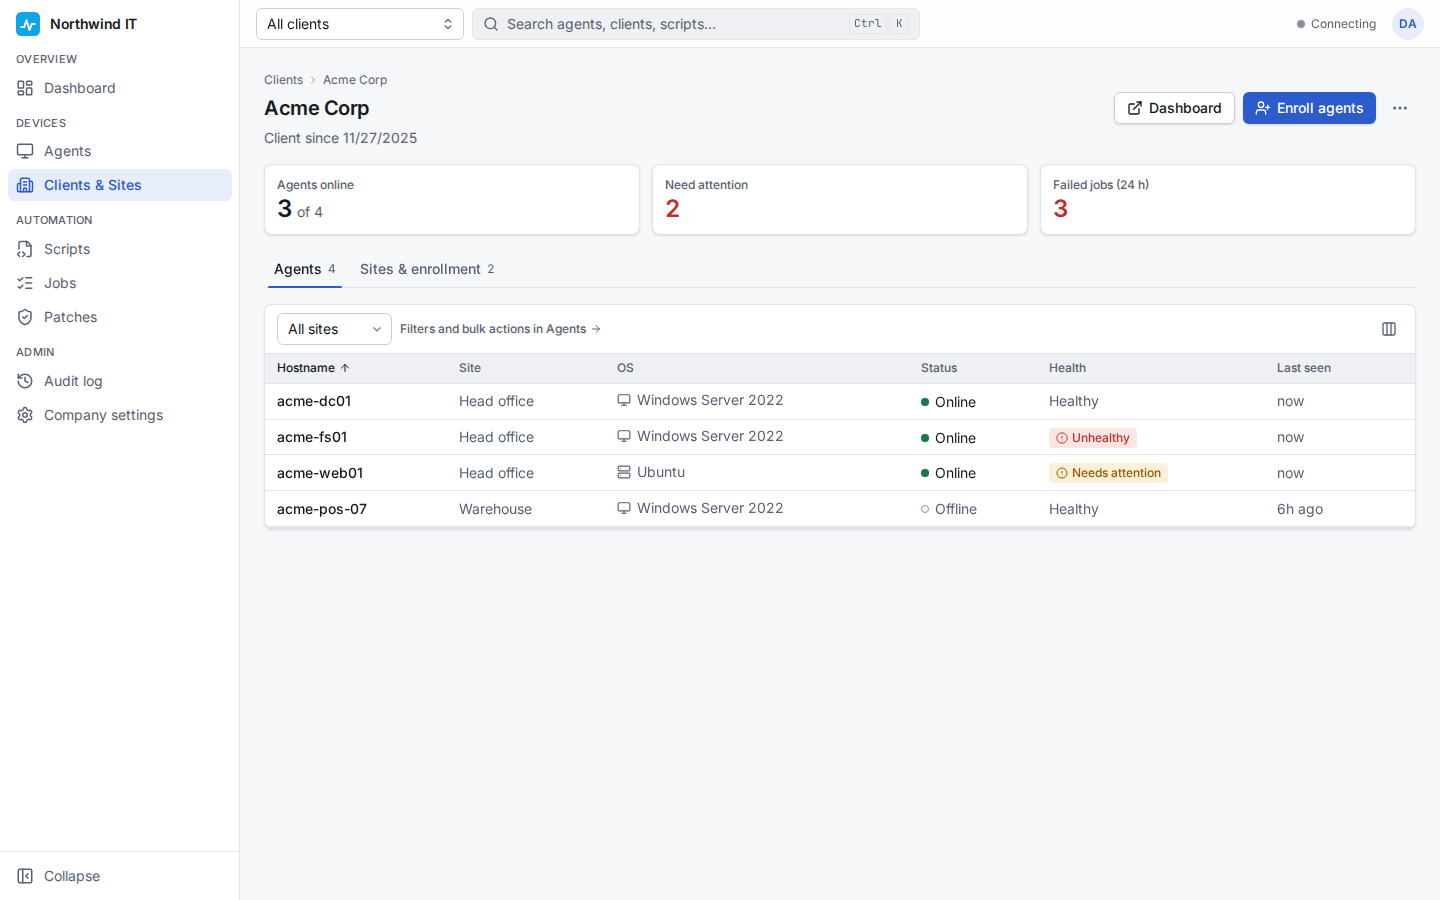 Northwind IT
OVERVIEW
Dashboard
DEVICES
Agents
Clients & Sites
AUTOMATION
Scripts
Jobs
Patches
ADMIN
Audit log
Company settings
Collapse
All clients
Search agents, clients, scripts...
Ctrl K
Connecting
DA
Clients > Acme Corp
Acme Corp
Client since 11/27/2025
Dashboard
Enroll agents
Agents online
3 of 4
Need attention
2
Failed jobs (24 h)
3
Agents 4
Sites & enrollment 2
All sites
Filters and bulk actions in Agents →
Hostname ↑ Site OS Status Health Last seen
acme-dc01 Head office Windows Server 2022 Online Healthy now
acme-fs01 Head office Windows Server 2022 Online Unhealthy now
acme-web01 Head office Ubuntu Online Needs attention now
acme-pos-07 Warehouse Windows Server 2022 Offline Healthy 6h ago